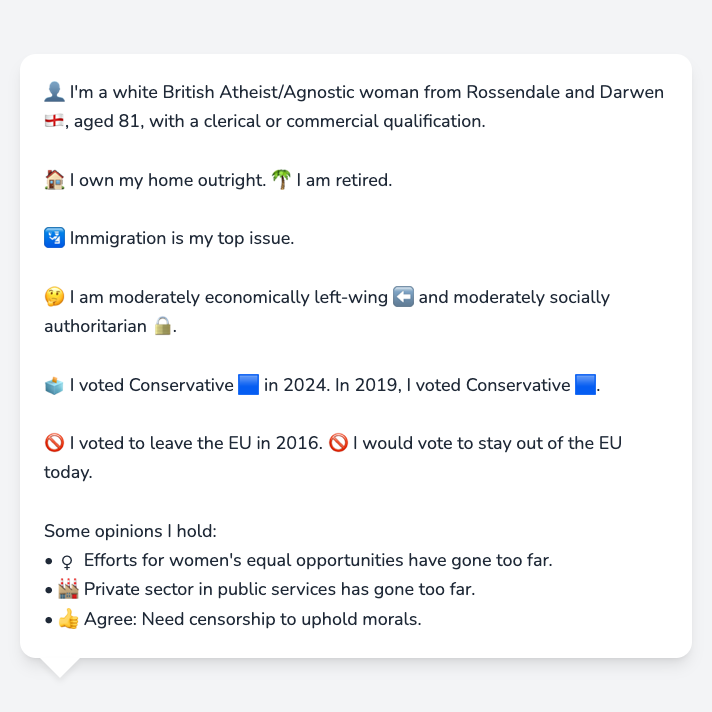 👤 I'm a white British Atheist/Agnostic woman from Rossendale and Darwen
🏴󠁧󠁢󠁥󠁮󠁧󠁿, aged 81, with a clerical or commercial qualification.
🏠 I own my home outright. 🌴 I am retired.
🛂 Immigration is my top issue.
🤔 I am moderately economically left-wing ⬅️ and moderately socially
authoritarian 🔒.
🗳️ I voted Conservative 🟦 in 2024. In 2019, I voted Conservative 🟦.
🚫 I voted to leave the EU in 2016. 🚫 I would vote to stay out of the EU
today.
Some opinions I hold:
• ♀ Efforts for women's equal opportunities have gone too far.
• 🏭 Private sector in public services has gone too far.
• 👍 Agree: Need censorship to uphold morals.